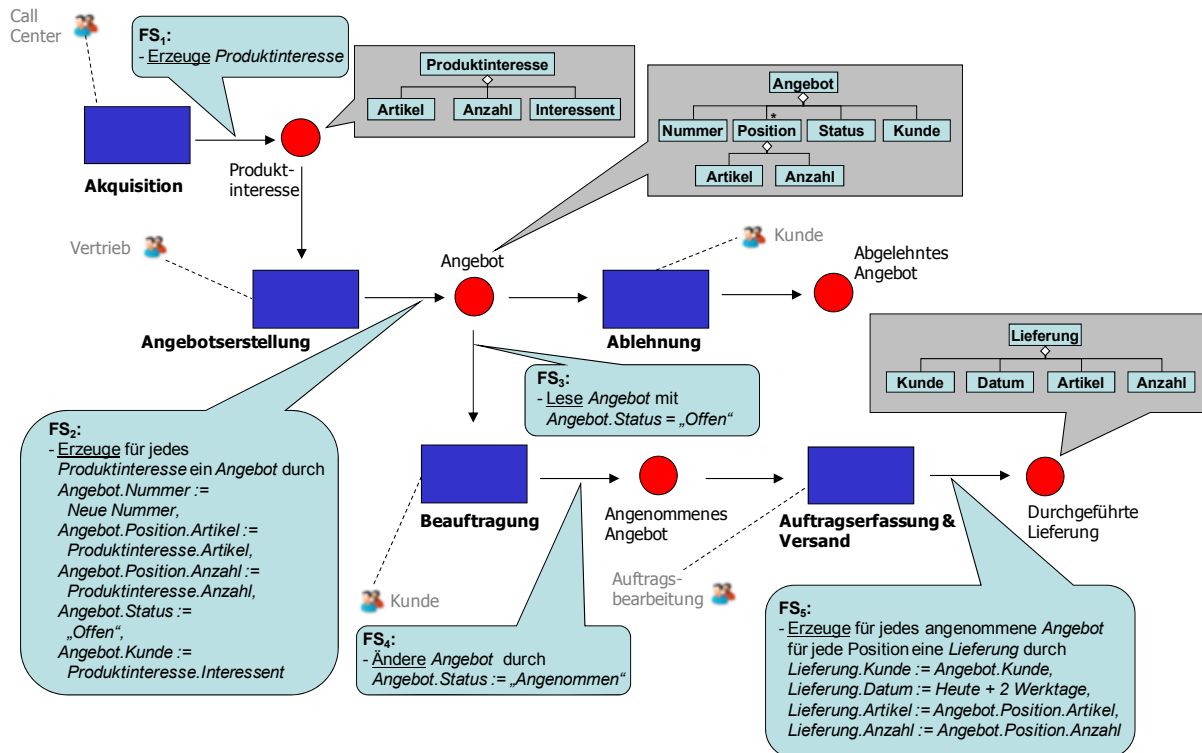 Call
Center
FS1:
- Erzeuge Produktinteresse
Produktinteresse
Artikel
Anzahl
Interessent
Angebot
Nummer
*
Position
Status
Kunde
Artikel
Anzahl
Akquisition
Produkt-
interesse
Vertrieb
Angebot
Kunde
Abgelehntes
Angebot
Angebotserstellung
Ablehnung
Lieferung
Kunde
Datum
Artikel
Anzahl
FS3:
- Lese Angebot mit
Angebot.Status = „Offen“
FS2:
- Erzeuge für jedes
Produktinteresse ein Angebot durch
Angebot.Nummer :=
Neue Nummer,
Angebot.Position.Artikel :=
Produktinteresse.Artikel,
Angebot.Position.Anzahl :=
Produktinteresse.Anzahl,
Angebot.Status :=
„Offen“,
Angebot.Kunde :=
Produktinteresse.Interessent
Beauftragung
Angenommenes
Angebot
Auftragserfassung &
Versand
Durchgeführte
Lieferung
Kunde
Auftrags-
bearbeitung
FS4:
- Ändere Angebot durch
Angebot.Status := „Angenommen“
FS5:
- Erzeuge für jedes angenommene Angebot
für jede Position eine Lieferung durch
Lieferung.Kunde := Angebot.Kunde,
Lieferung.Datum := Heute + 2 Werktage,
Lieferung.Artikel := Angebot.Position.Artikel,
Lieferung.Anzahl := Angebot.Position.Anzahl